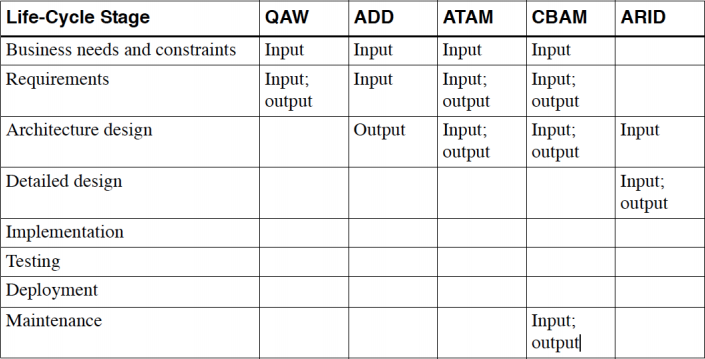 Life-Cycle Stage QAW ADD ATAM CBAM ARID
Business needs and constraints Input Input Input Input
Requirements Input; Input Input; Input;
output output output
Architecture design Output Input; Input; Input
output output
Detailed design Input;
output
Implementation
Testing
Deployment
Maintenance Input;
output